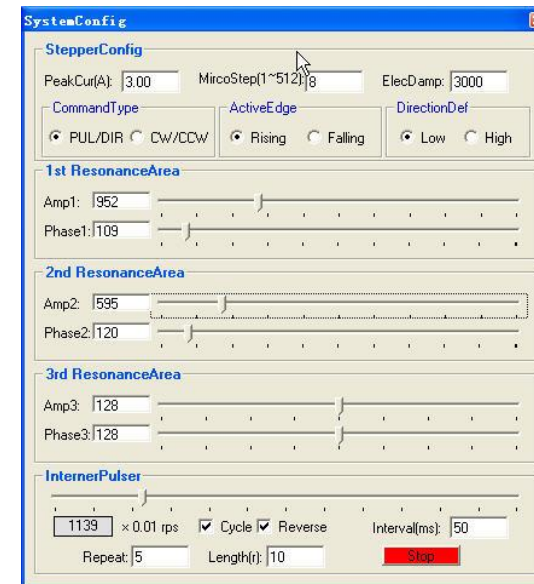 SystemConfig
StepperConfig
PeakCur(A): 3.00 MircoStep(1~512): 8 ElecDamp: 3000
CommandType ActiveEdge DirectionDef
PUL/DIR CW/CCW Rising Falling Low High
1st ResonanceArea
Amp1: 952
Phase1: 109
2nd ResonanceArea
Amp2: 595
Phase2: 120
3rd ResonanceArea
Amp3: 128
Phase3: 128
InternerPulser
1139 × 0.01 rps Cycle Reverse Interval(ms): 50
Repeat: 5 Length(r): 10 Stop